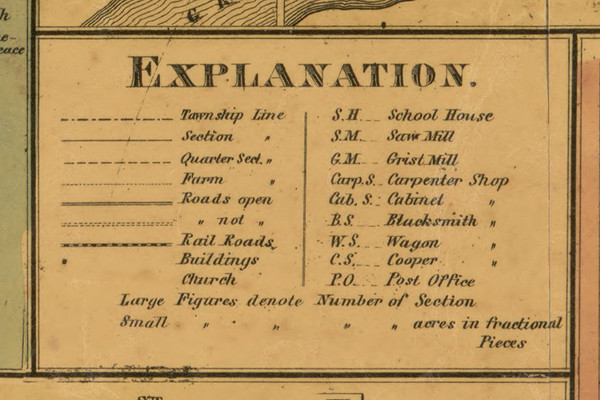 EXPLANATION.
Township Line
Section "
Quarter Sect. "
Farm "
Roads open
" not "
Rail Roads
Buildings
Church
S.H. School House
S.M. Saw Mill
G.M. Grist Mill
Carp.S. Carpenter Shop
Cab. S. Cabinet "
B.S. Blacksmith "
W.S. Wagon "
C.S. Cooper "
P.O. Post Office
Large Figures denote Number of Section
Small " " " " acres in fractional
Pieces